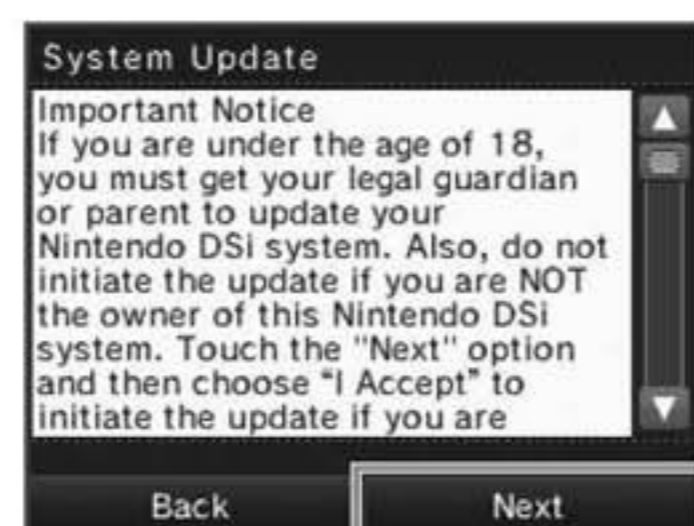 System Update
Important Notice
If you are under the age of 18,
you must get your legal guardian
or parent to update your
Nintendo DSi system. Also, do not
initiate the update if you are NOT
the owner of this Nintendo DSi
system. Touch the "Next" option
and then choose “I Accept” to
initiate the update if you are
Back
Next